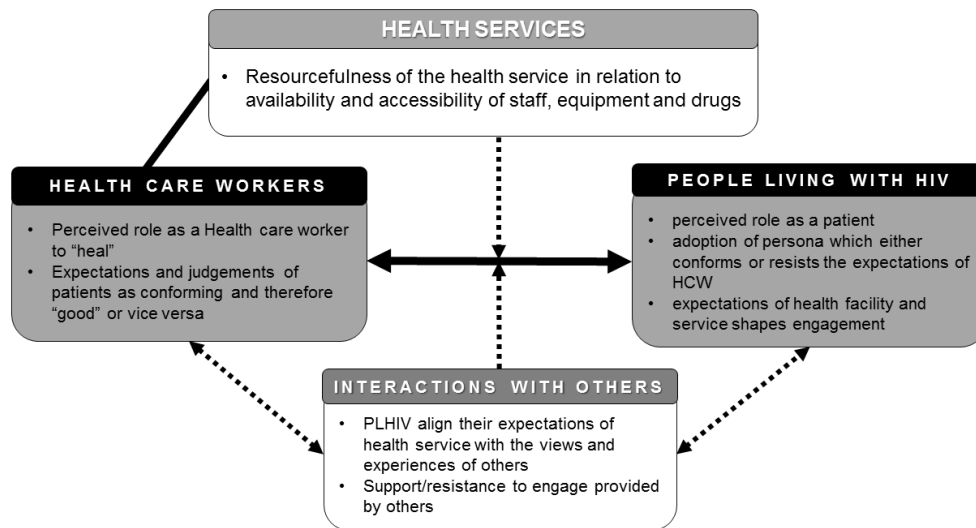 HEALTH SERVICES
• Resourcefulness of the health service in relation to
availability and accessibility of staff, equipment and drugs
HEALTH CARE WORKERS
• Perceived role as a Health care worker
to “heal”
• Expectations and judgements of
patients as conforming and therefore
“good” or vice versa
PEOPLE LIVING WITH HIV
• perceived role as a patient
• adoption of persona which either
conforms or resists the expectations of
HCW
• expectations of health facility and
service shapes engagement
INTERACTIONS WITH OTHERS
• PLHIV align their expectations of
health service with the views and
experiences of others
• Support/resistance to engage provided
by others